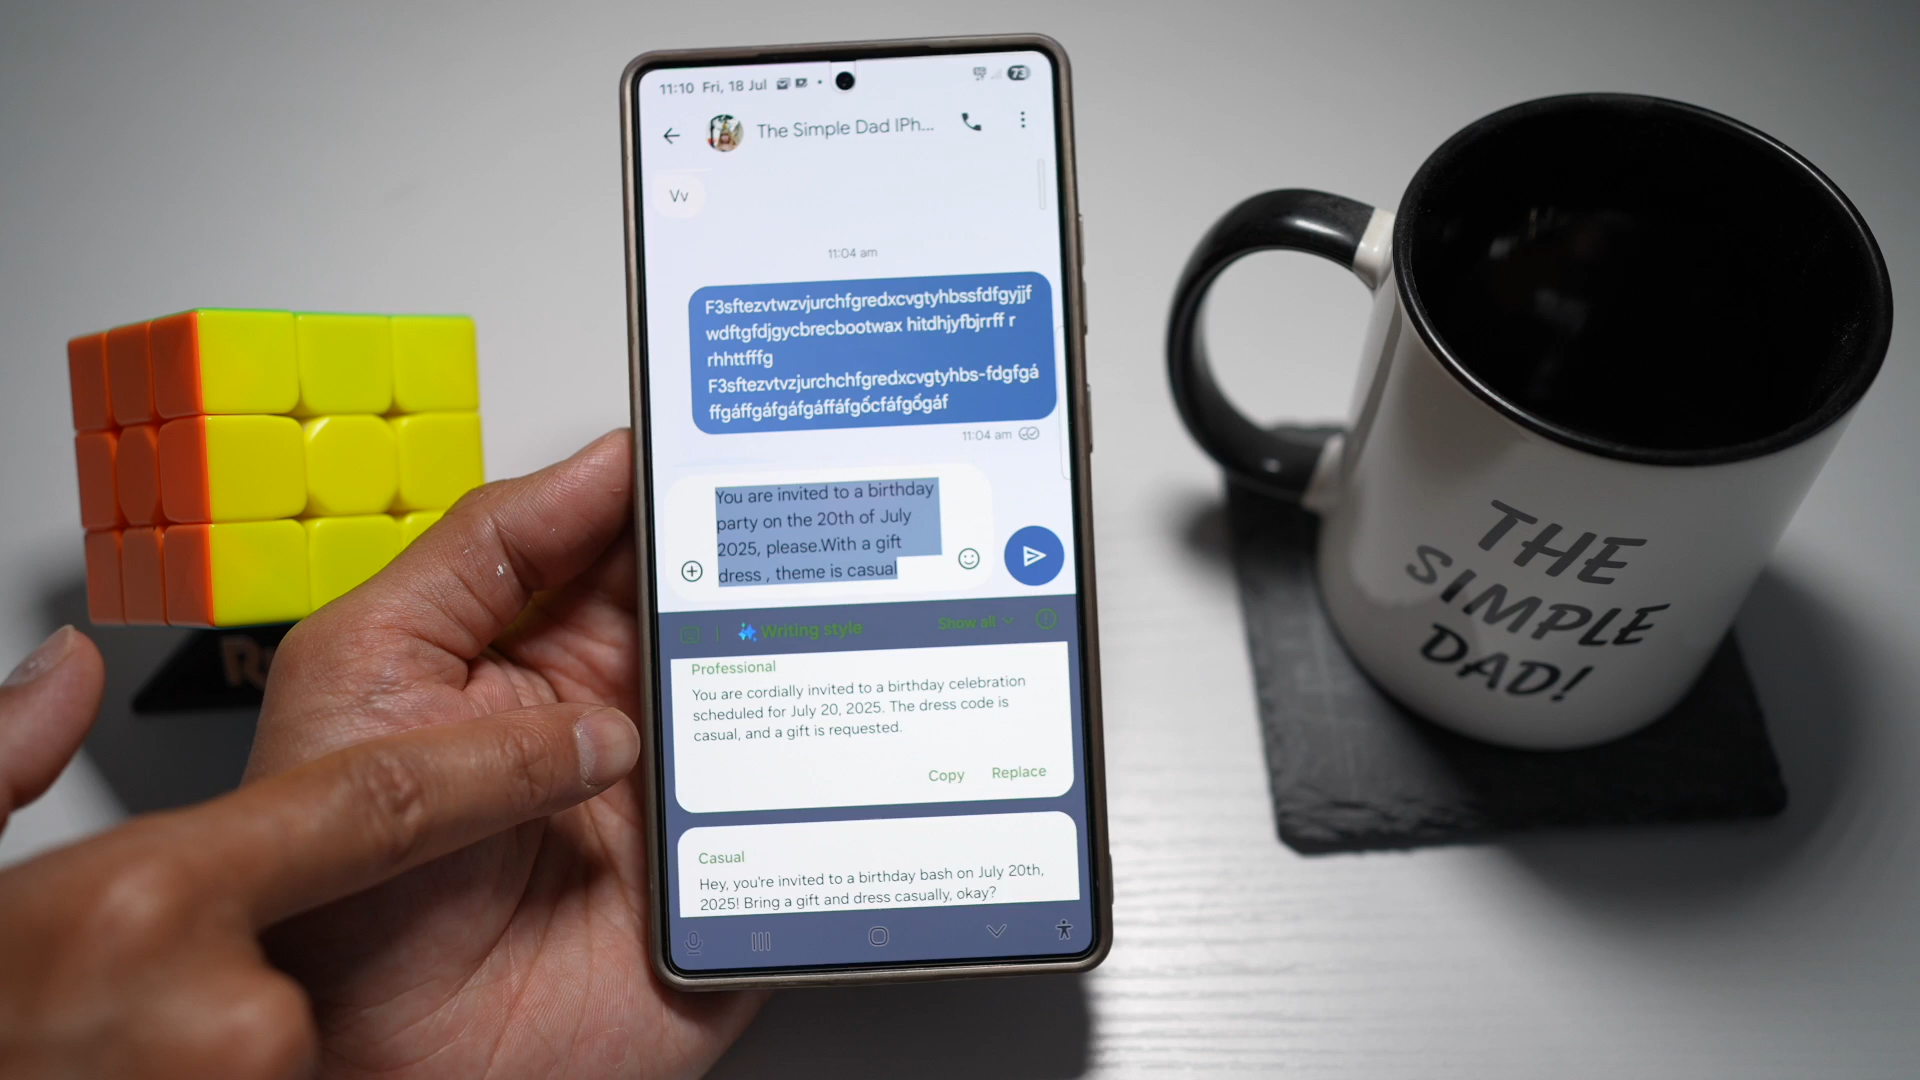 11:10 Fri, 18 Jul
73
The Simple Dad IPh...
Vv
11:04 am
F3sftezvtwzvjurchfgredxcvgtyhbssfdfgyjjf
wdftgfdjgycbrecbootwax hitdhjyfbjrrff r
rhhttfffg
F3sftezvtvzjurchchfgredxcvgtyhbs-fdgfgá
ffgáffgáfgáfgáffáfgốcfáfgốgáf
11:04 am
You are invited to a birthday
party on the 20th of July
2025, please.With a gift
dress , theme is casual
Writing style
Show all
Professional
You are cordially invited to a birthday celebration
scheduled for July 20, 2025. The dress code is
casual, and a gift is requested.
Copy Replace
Casual
Hey, you're invited to a birthday bash on July 20th,
2025! Bring a gift and dress casually, okay?
THE
SIMPLE
DAD!